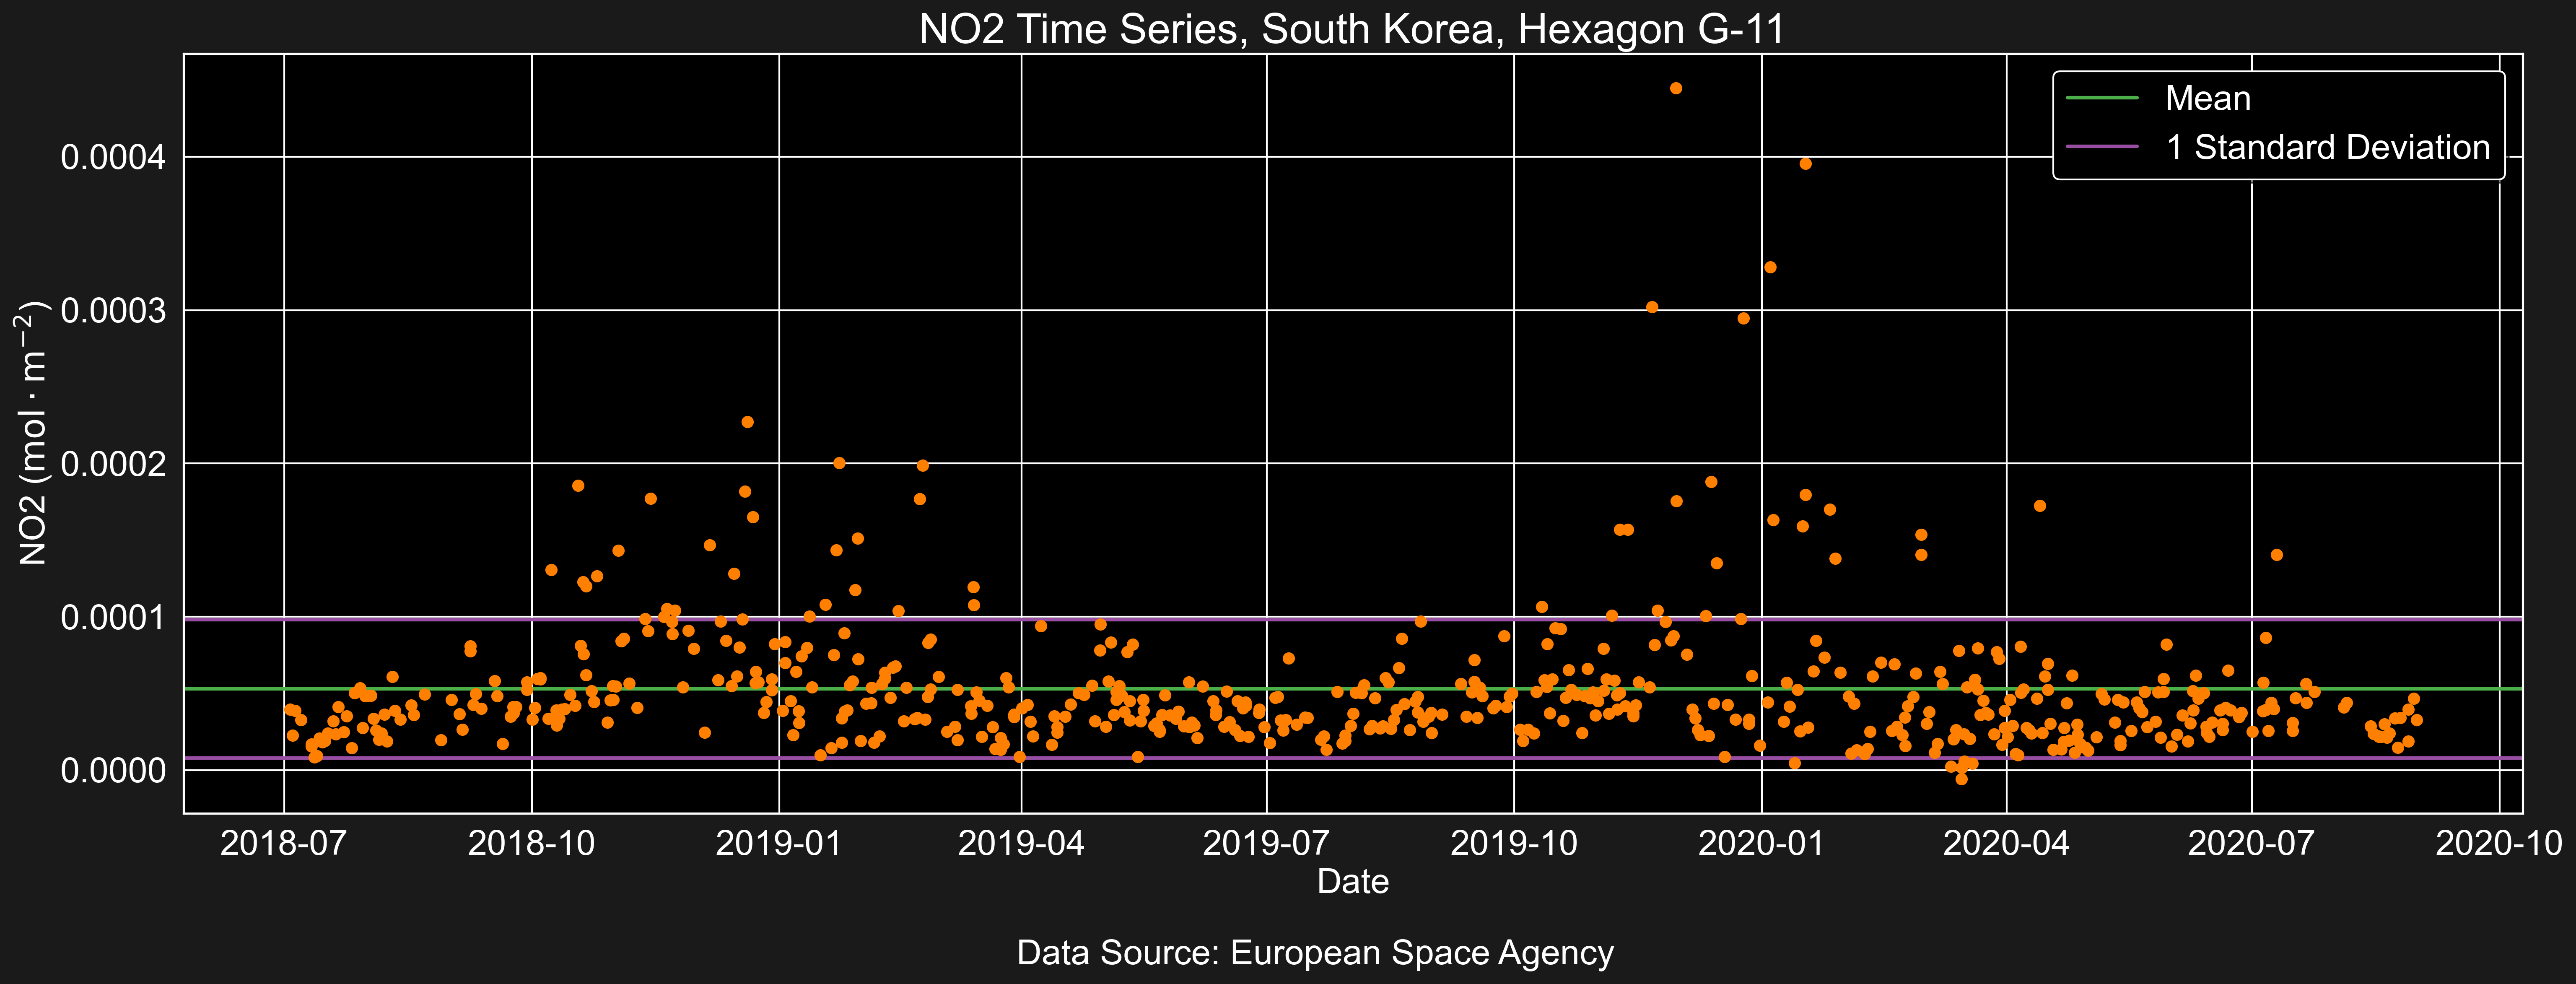 NO2 Time Series, South Korea, Hexagon G-11
Mean
1 Standard Deviation
NO2 (mol · m⁻²)
0.0004
0.0003
0.0002
0.0001
0.0000
2018-07 2018-10 2019-01 2019-04 2019-07 2019-10 2020-01 2020-04 2020-07 2020-10
Date
Data Source: European Space Agency